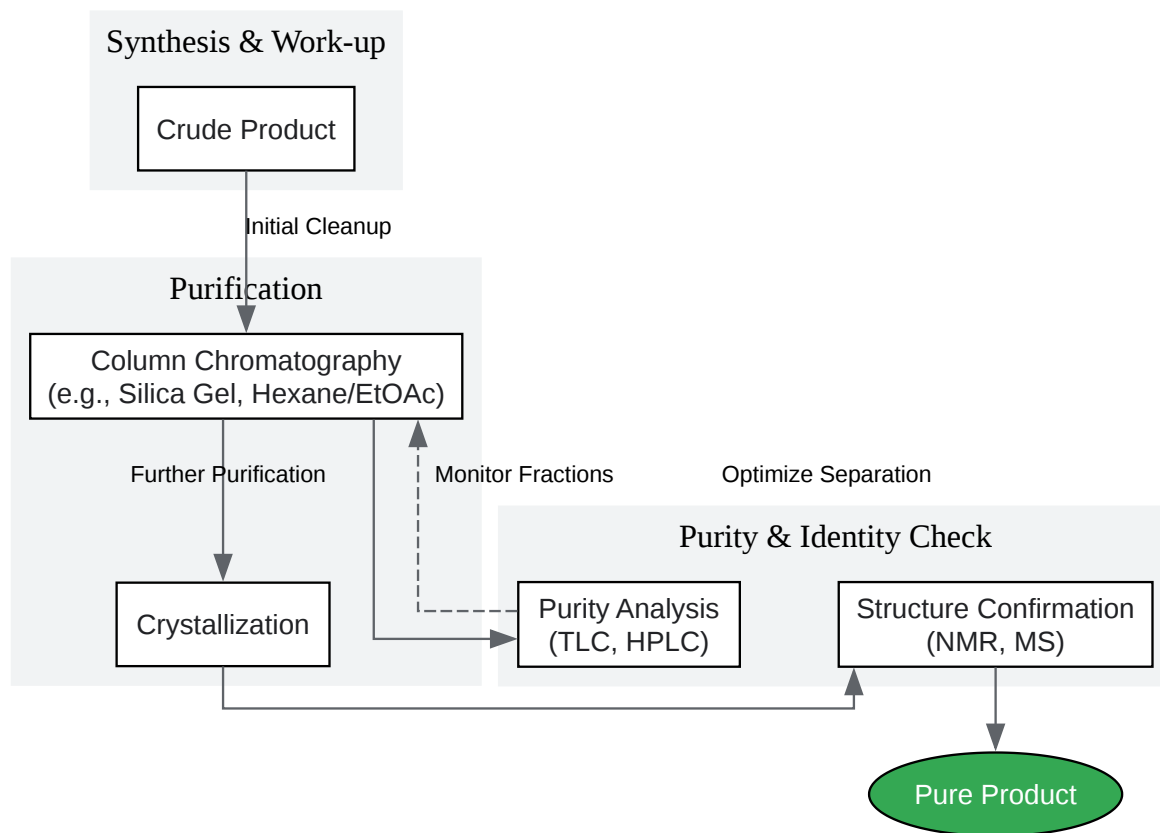 Synthesis & Work-up
Crude Product
Initial Cleanup
Purification
Column Chromatography
(e.g., Silica Gel, Hexane/EtOAc)
Further Purification
Monitor Fractions
Optimize Separation
Purity & Identity Check
Crystallization
Purity Analysis
(TLC, HPLC)
Structure Confirmation
(NMR, MS)
Pure Product